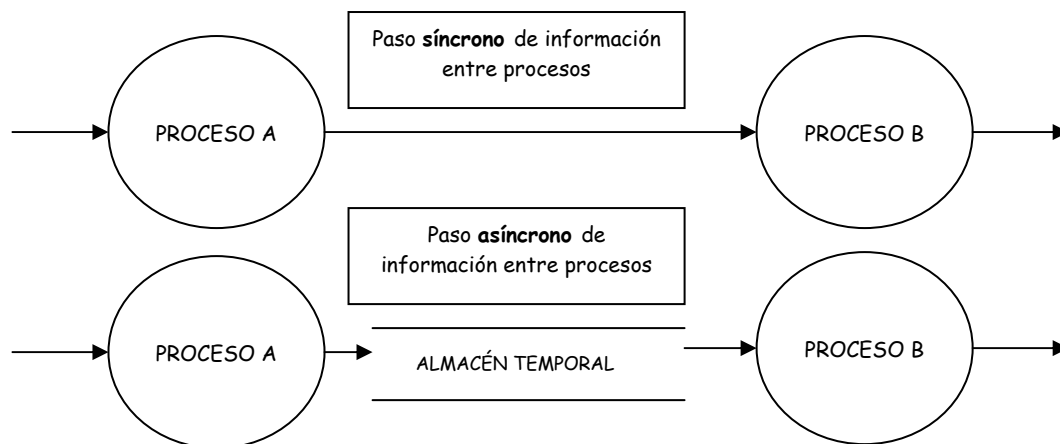 Paso síncrono de información
entre procesos
PROCESO A
PROCESO B
Paso asíncrono de
información entre procesos
PROCESO A
ALMACÉN TEMPORAL
PROCESO B